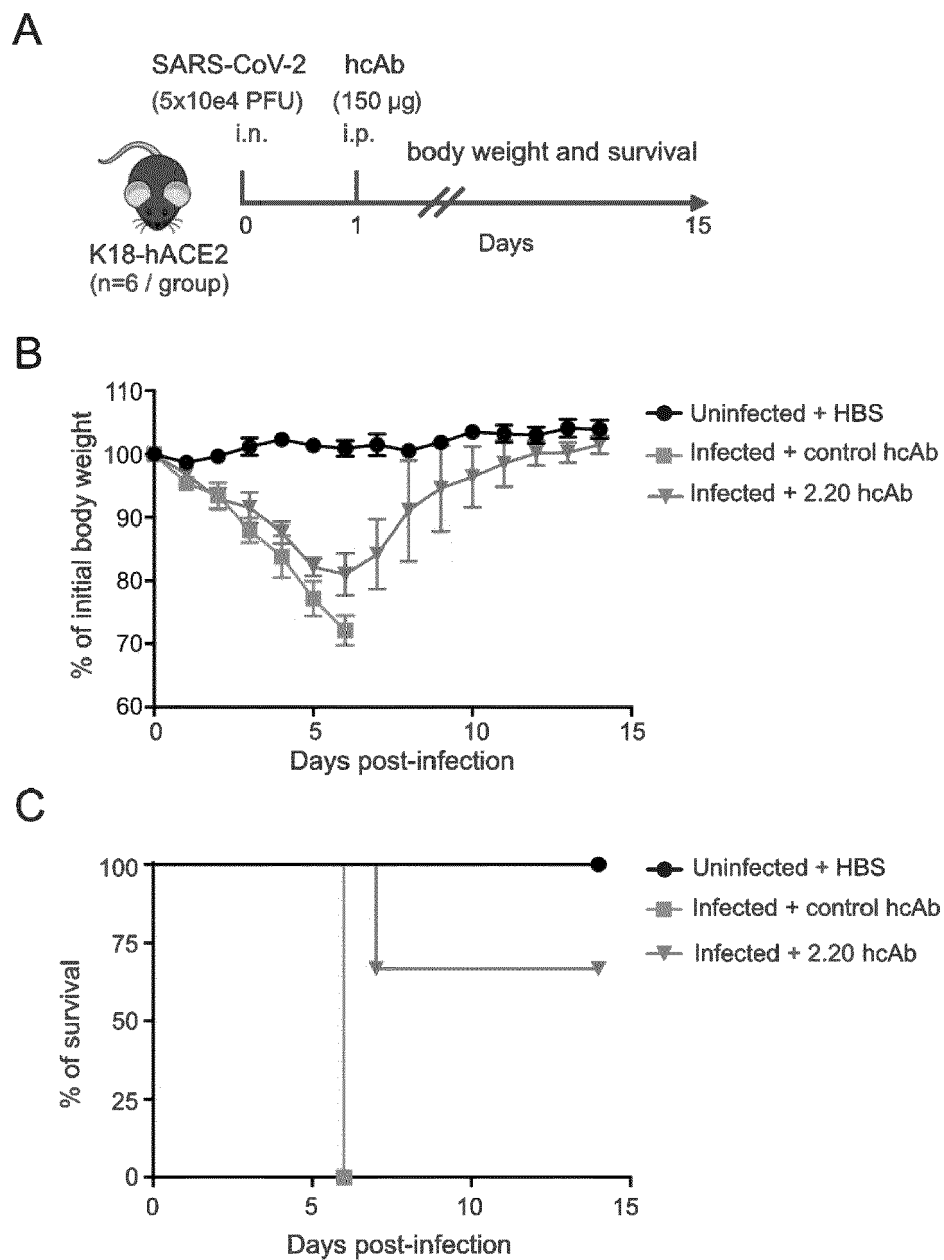 A
SARS-CoV-2 hcAb
(5x10e4 PFU) (150 µg)
i.n. i.p.
body weight and survival
0 1 15
Days
K18-hACE2
(n=6 / group)
B
110
100
90
80
70
60
% of initial body weight
0 5 10 15
Days post-infection
Uninfected + HBS
Infected + control hcAb
Infected + 2.20 hcAb
C
100
75
50
25
0
% of survival
0 5 10 15
Days post-infection
Uninfected + HBS
Infected + control hcAb
Infected + 2.20 hcAb